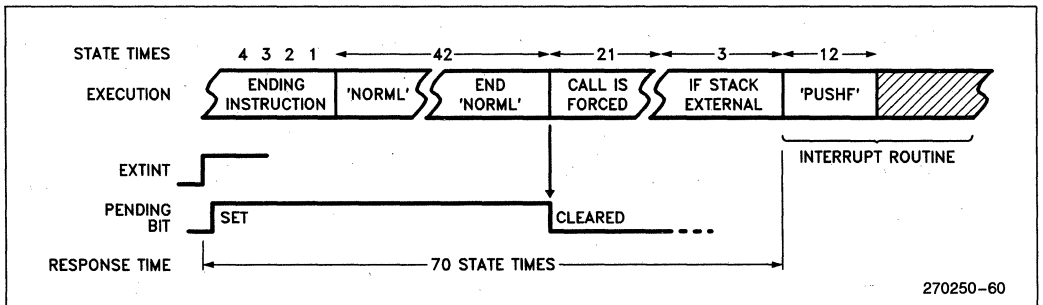 STATE TIMES 4 3 2 1 42 21 3 12
EXECUTION
ENDING INSTRUCTION
'NORML'
END 'NORML'
CALL IS FORCED
IF STACK EXTERNAL
'PUSHF'
INTERRUPT ROUTINE
EXTINT
PENDING BIT
SET
CLEARED
RESPONSE TIME
70 STATE TIMES
270250-60